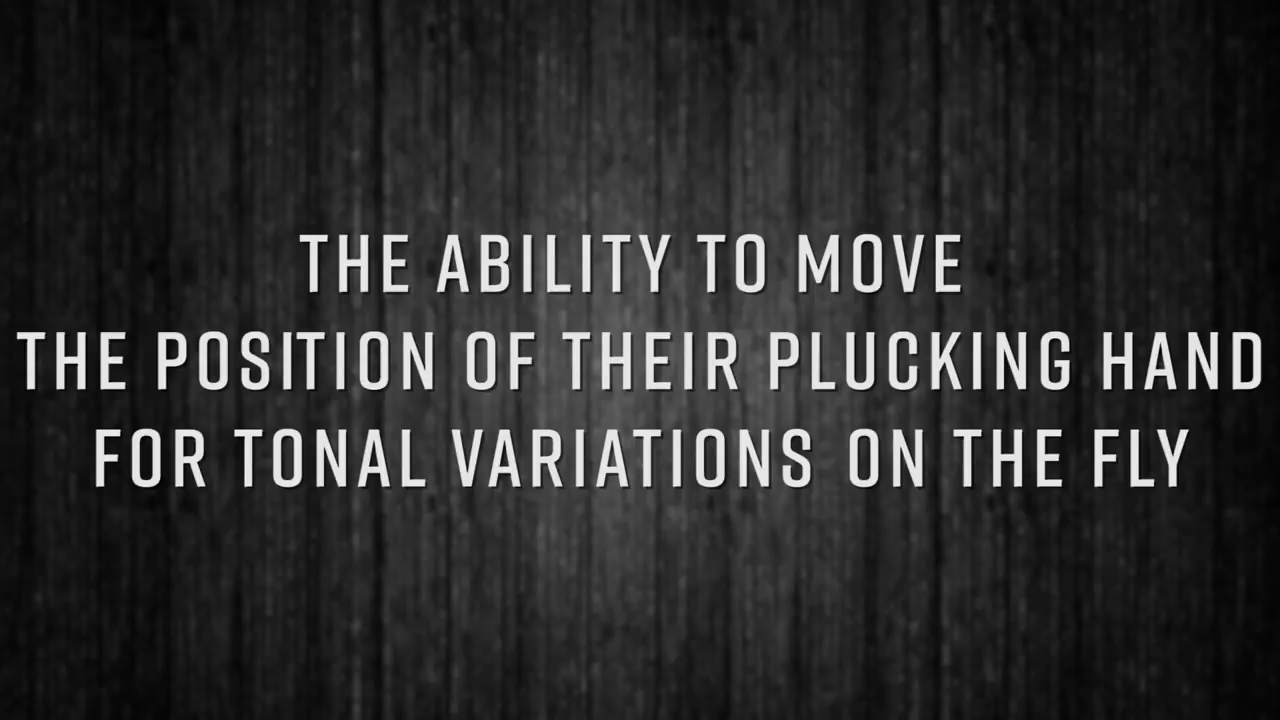 THE ABILITY TO MOVE
THE POSITION OF THEIR PLUCKING HAND
FOR TONAL VARIATIONS ON THE FLY